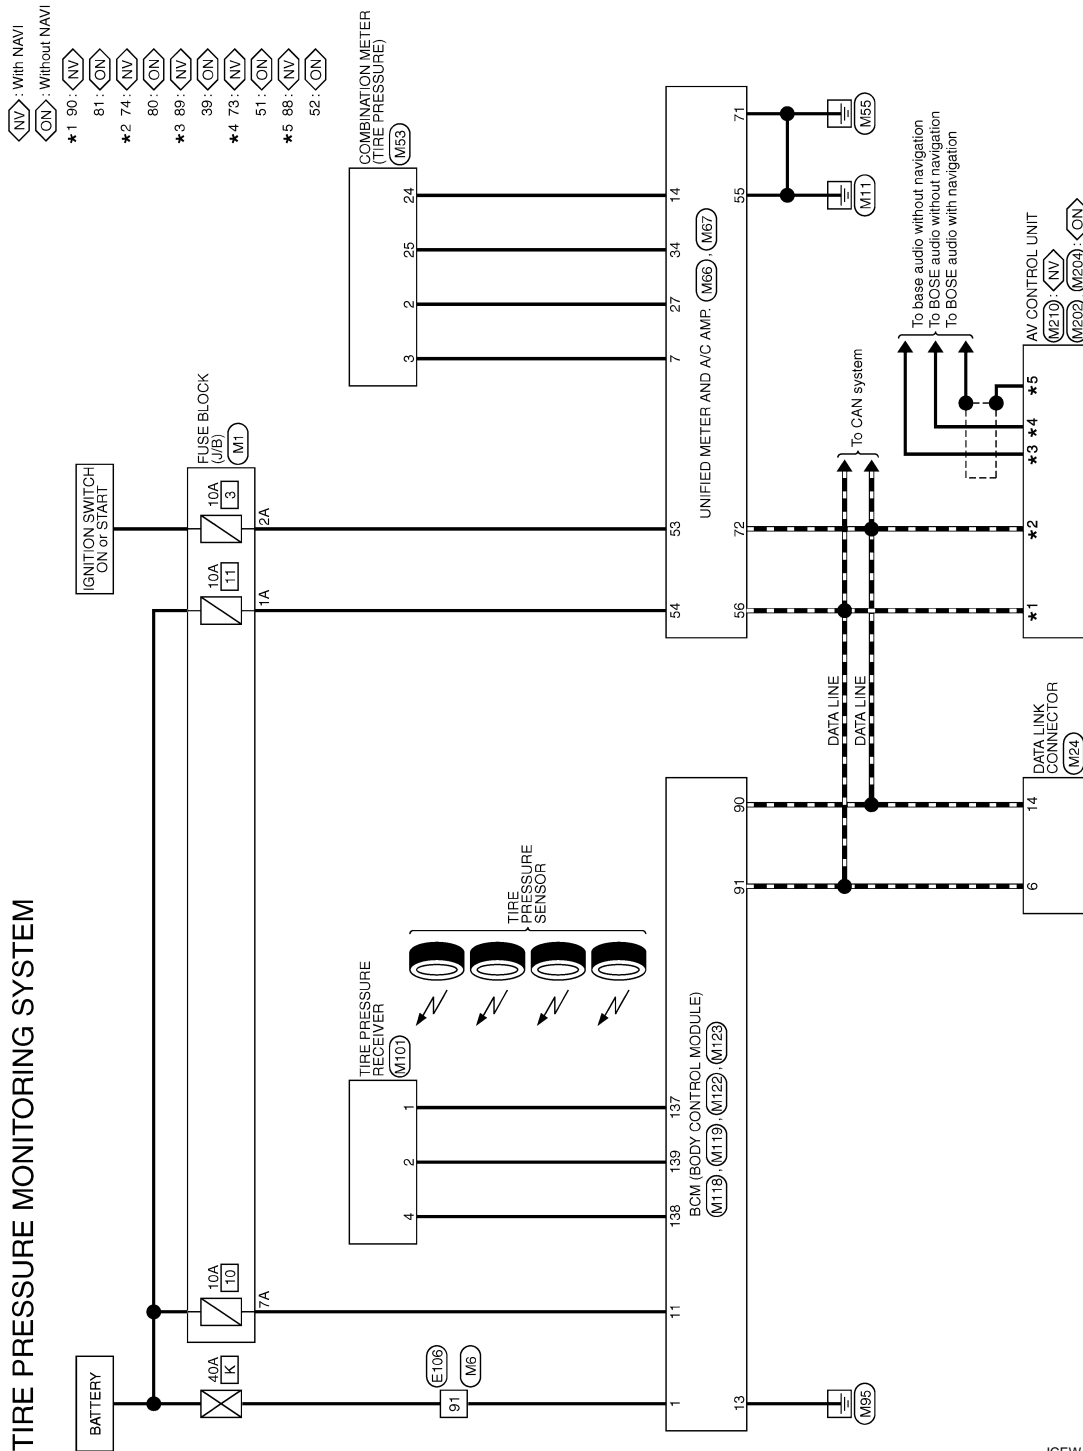 TIRE PRESSURE MONITORING SYSTEM
BATTERY
IGNITION SWITCH
ON or START
NV : With NAVI
ON : Without NAVI
*1 90 : NV
81 : ON
*2 74 : NV
80 : ON
*3 89 : NV
39 : ON
*4 73 : NV
51 : ON
*5 88 : NV
52 : ON
40A
K
10A
10
10A
11
10A
3
FUSE BLOCK
(J/B)
M1
7A
1A
2A
E106
91
M6
TIRE PRESSURE
RECEIVER
M101
4
2
1
TIRE
PRESSURE
SENSOR
COMBINATION METER
(TIRE PRESSURE)
M53
3
2
25
24
1
11
138
139
137
BCM (BODY CONTROL MODULE)
M118 , M119 , M122 , M123
13
91
90
M95
54
53
7
27
34
14
UNIFIED METER AND A/C AMP. M66 , M67
56
72
55
71
M11
M55
DATA LINE
DATA LINE
To CAN system
To base audio without navigation
To BOSE audio without navigation
To BOSE audio with navigation
6
14
DATA LINK
CONNECTOR
M24
*1
*2
*3
*4
*5
AV CONTROL UNIT
M210 : NV
M202 , M204 : ON